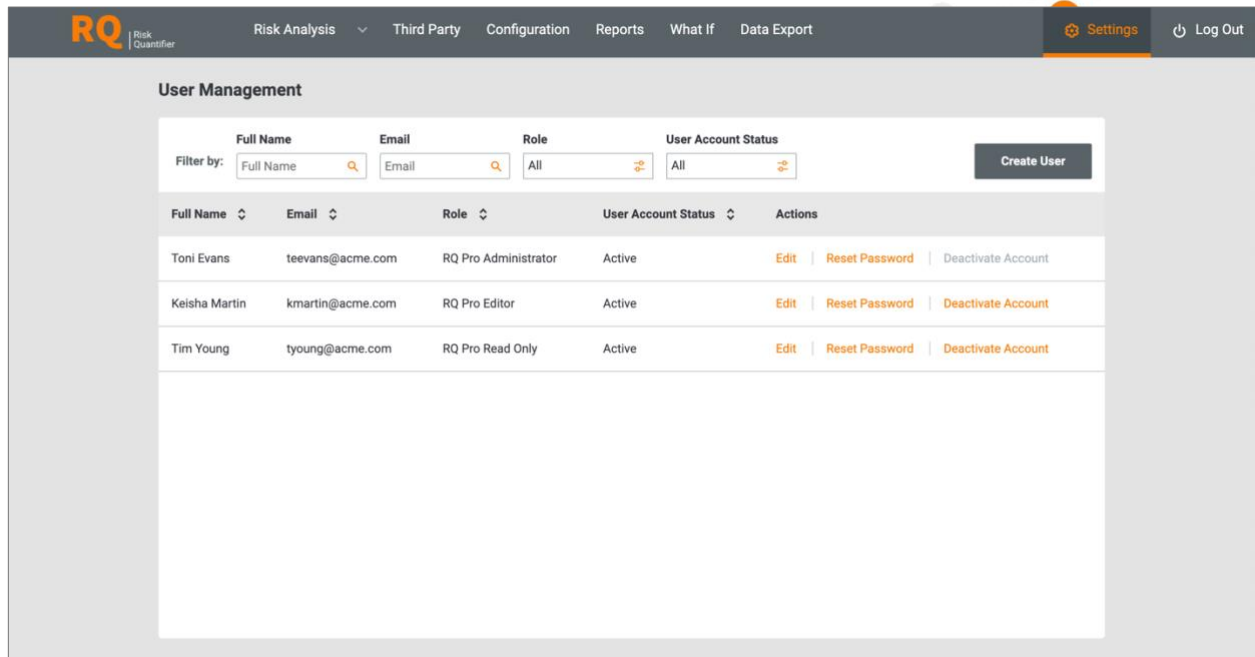 RQ Risk Quantifier
Risk Analysis Third Party Configuration Reports What If Data Export Settings Log Out
User Management
Full Name Email Role User Account Status
Filter by: Full Name Email All All Create User
Full Name Email Role User Account Status Actions
Toni Evans teevans@acme.com RQ Pro Administrator Active Edit | Reset Password | Deactivate Account
Keisha Martin kmartin@acme.com RQ Pro Editor Active Edit | Reset Password | Deactivate Account
Tim Young tyoung@acme.com RQ Pro Read Only Active Edit | Reset Password | Deactivate Account